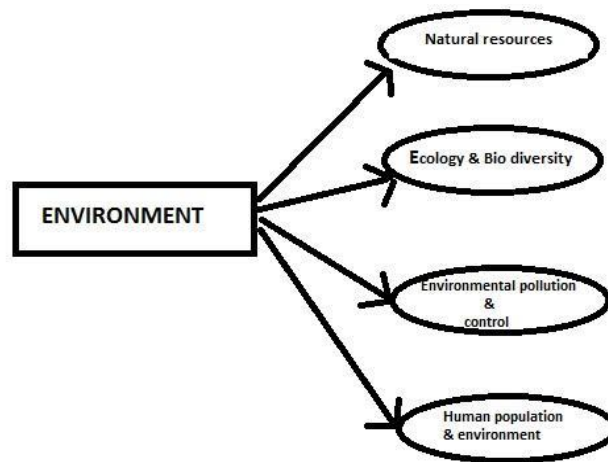 Natural resources
Ecology & Bio diversity
ENVIRONMENT
Environmental pollution
&
control
Human population
& environment